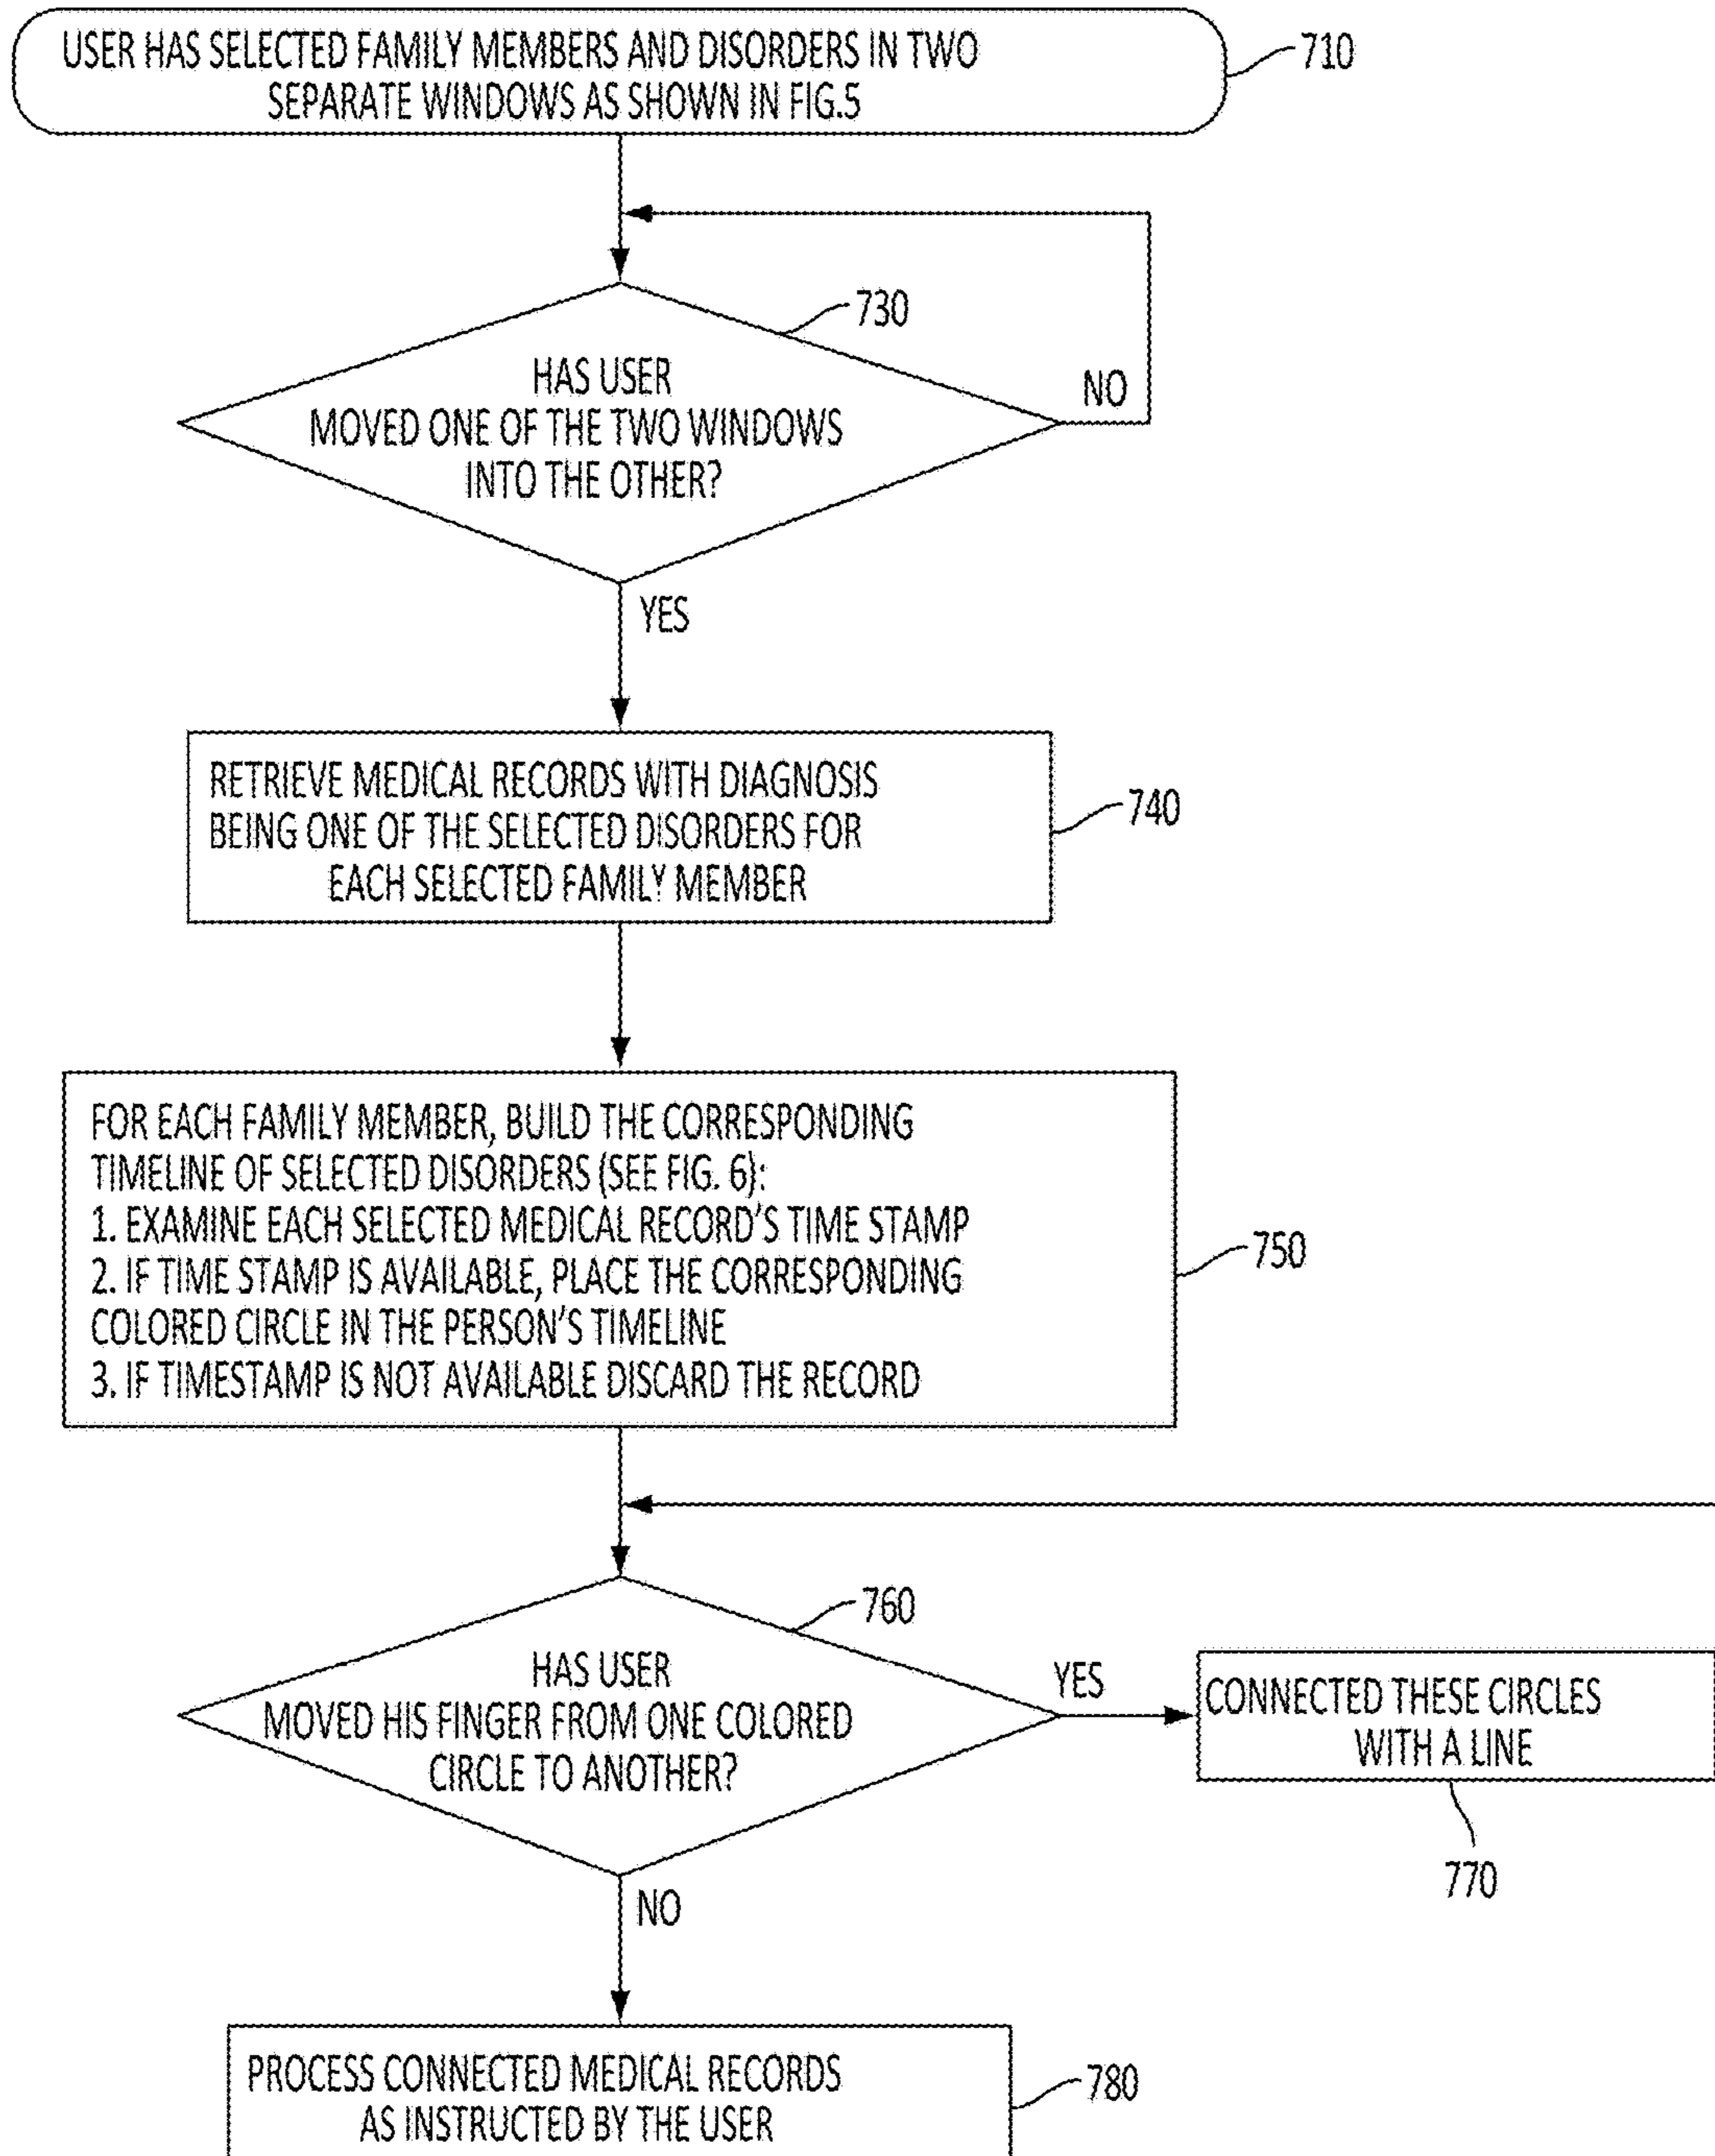 USER HAS SELECTED FAMILY MEMBERS AND DISORDERS IN TWO
SEPARATE WINDOWS AS SHOWN IN FIG.5
710
730
HAS USER
MOVED ONE OF THE TWO WINDOWS
INTO THE OTHER?
NO
YES
RETRIEVE MEDICAL RECORDS WITH DIAGNOSIS
BEING ONE OF THE SELECTED DISORDERS FOR
EACH SELECTED FAMILY MEMBER
740
FOR EACH FAMILY MEMBER, BUILD THE CORRESPONDING
TIMELINE OF SELECTED DISORDERS (SEE FIG. 6):
1. EXAMINE EACH SELECTED MEDICAL RECORD'S TIME STAMP
2. IF TIME STAMP IS AVAILABLE, PLACE THE CORRESPONDING
COLORED CIRCLE IN THE PERSON'S TIMELINE
3. IF TIMESTAMP IS NOT AVAILABLE DISCARD THE RECORD
750
760
HAS USER
MOVED HIS FINGER FROM ONE COLORED
CIRCLE TO ANOTHER?
YES
CONNECTED THESE CIRCLES
WITH A LINE
770
NO
PROCESS CONNECTED MEDICAL RECORDS
AS INSTRUCTED BY THE USER
780